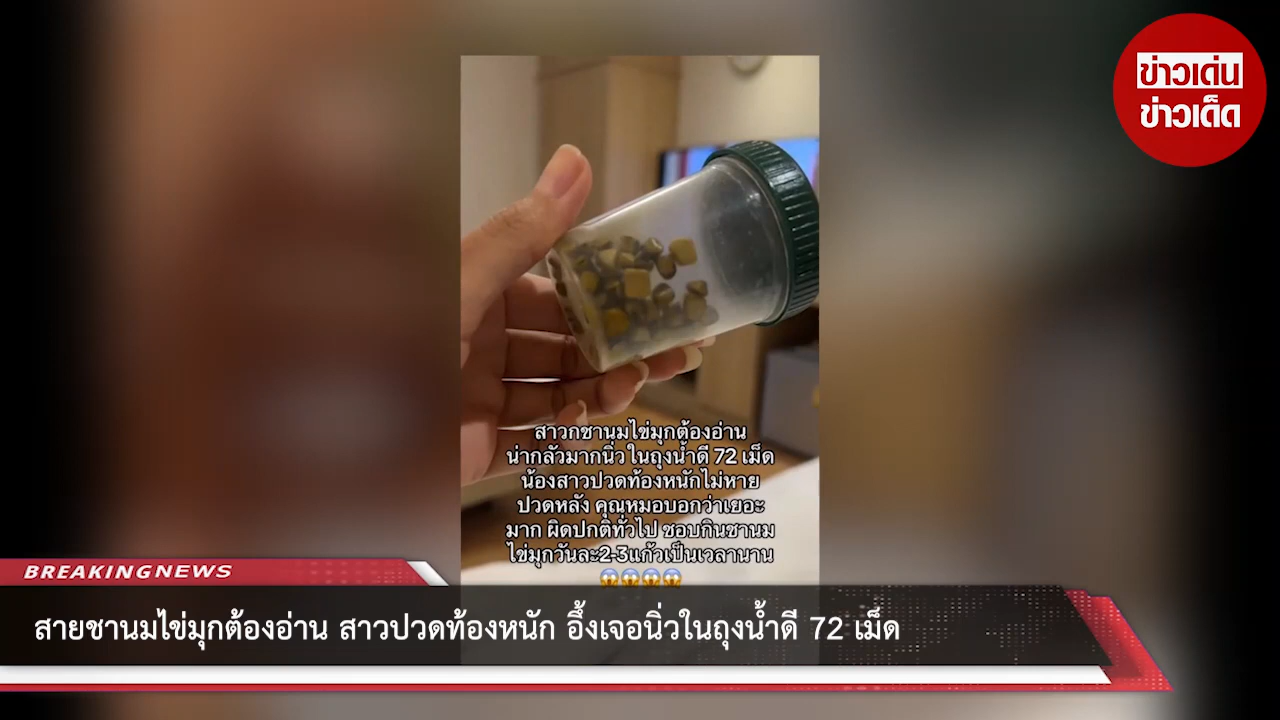 ข่าวเด่น
ข่าวเด็ด
สาวกชานมไข่มุกต้องอ่าน
น่ากลัวมากนิ่วในถุงน้ำดี 72 เม็ด
น้องสาวปวดท้องหนักไม่หาย
ปวดหลัง คุณหมอบอกว่าเยอะ
มาก ผิดปกติทั่วไป ชอบกินชานม
ไข่มุกวันละ2-3แก้วเป็นเวลานาน
😱😱😱😱
BREAKINGNEWS
สายชานมไข่มุกต้องอ่าน สาวปวดท้องหนัก อึ้งเจอนิ่วในถุงน้ำดี 72 เม็ด